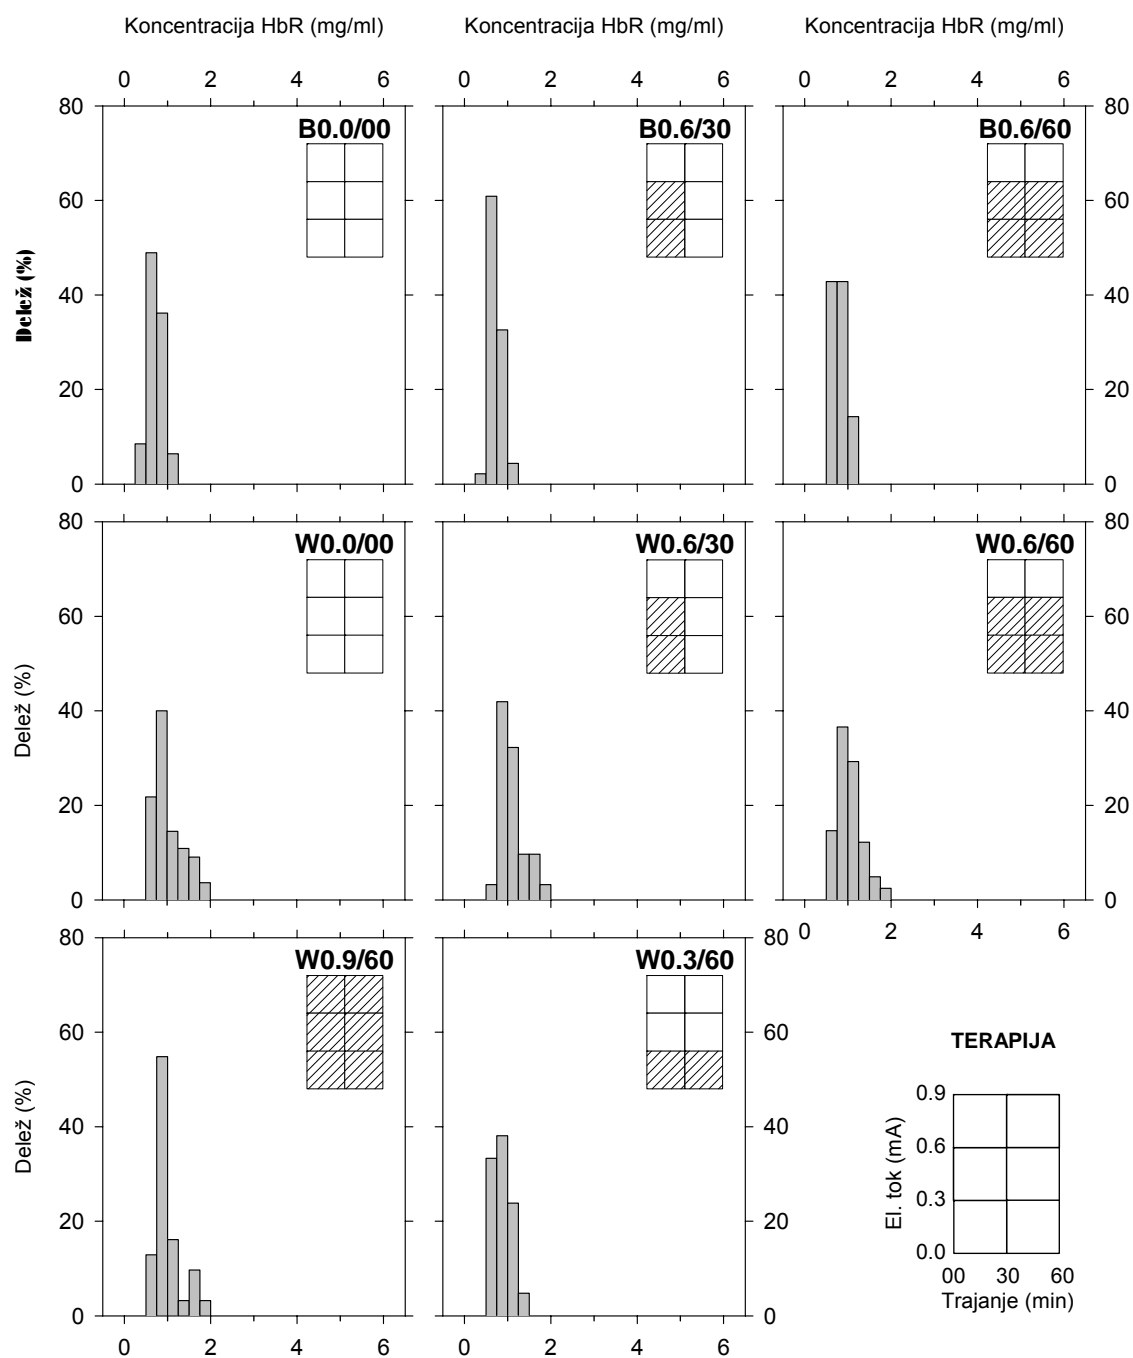 Koncentracija HbR (mg/ml) Koncentracija HbR (mg/ml) Koncentracija HbR (mg/ml)
0 2 4 6 0 2 4 6 0 2 4 6
80 80
B0.0/00 B0.6/30 B0.6/60
60 60
Delež (%)
40 40
20 20
0 0
80 80
W0.0/00 W0.6/30 W0.6/60
60 60
Delež (%)
40 40
20 20
0 0
0 2 4 6
80 80
W0.9/60 W0.3/60
60 60
Delež (%)
40 40
20 20
0 0
0 2 4 6 0 2 4 6
TERAPIJA
El. tok (mA)
0.9
0.6
0.3
0.0
00 30 60
Trajanje (min)